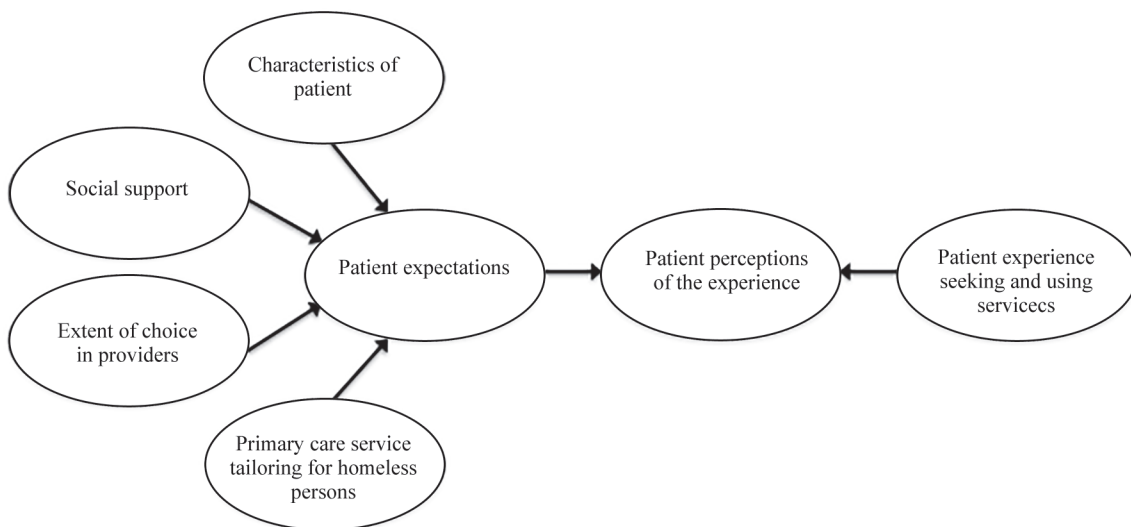 Characteristics of
patient
Social support
Patient expectations
Patient perceptions
of the experience
Patient experience
seeking and using
servicecs
Extent of choice
in providers
Primary care service
tailoring for homeless
persons